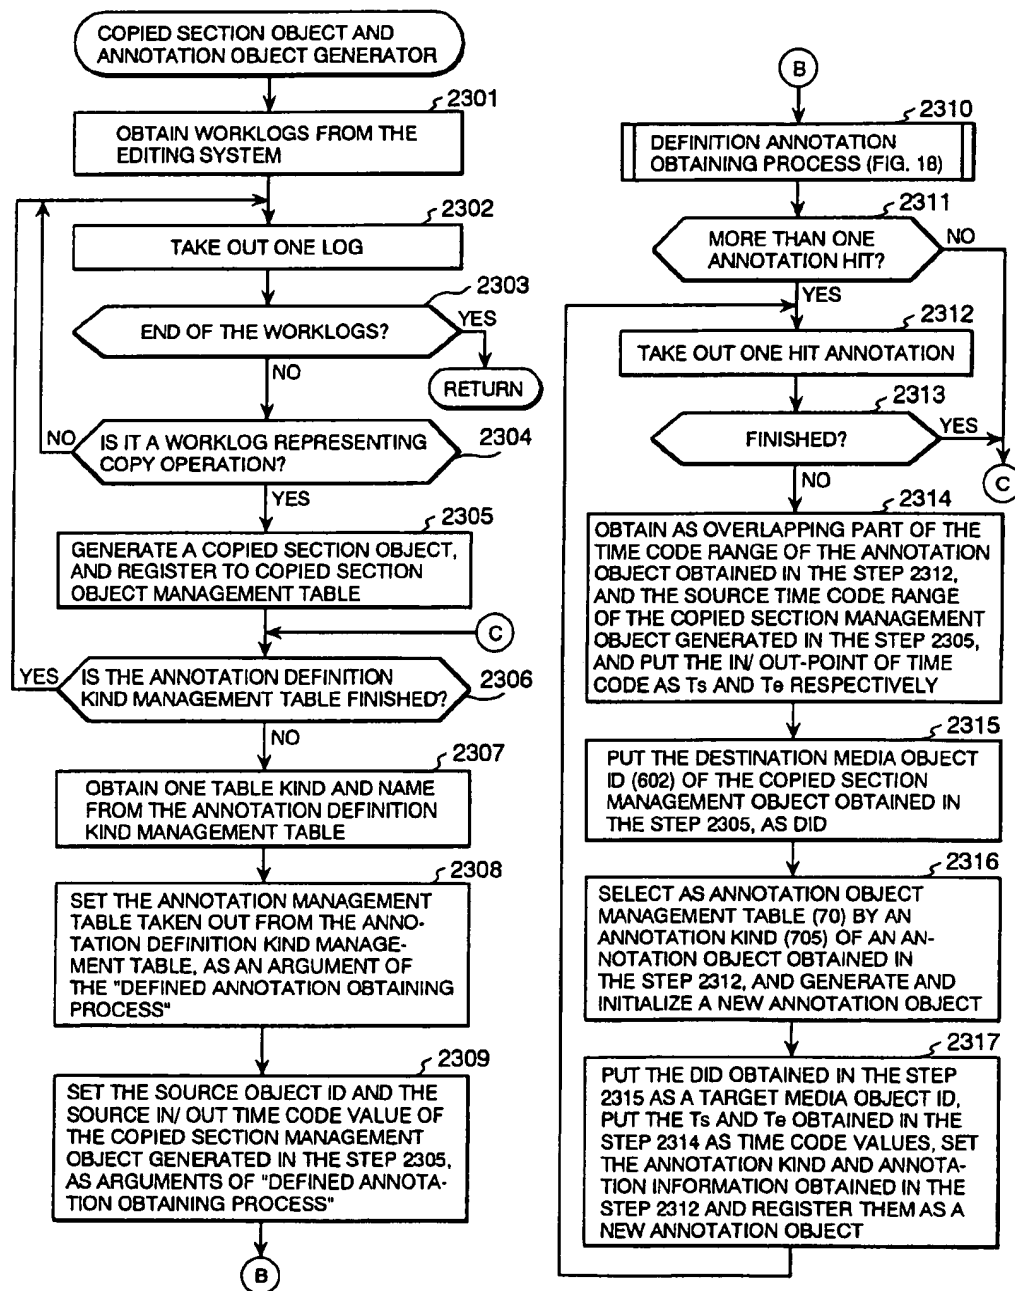 COPIED SECTION OBJECT AND
ANNOTATION OBJECT GENERATOR
2301
OBTAIN WORKLOGS FROM THE
EDITING SYSTEM
2302
TAKE OUT ONE LOG
2303
END OF THE WORKLOGS?
YES
NO
RETURN
NO
IS IT A WORKLOG REPRESENTING
COPY OPERATION?
2304
YES
2305
GENERATE A COPIED SECTION OBJECT,
AND REGISTER TO COPIED SECTION
OBJECT MANAGEMENT TABLE
C
YES
IS THE ANNOTATION DEFINITION
KIND MANAGEMENT TABLE FINISHED?
2306
NO
2307
OBTAIN ONE TABLE KIND AND NAME
FROM THE ANNOTATION DEFINITION
KIND MANAGEMENT TABLE
2308
SET THE ANNOTATION MANAGEMENT
TABLE TAKEN OUT FROM THE ANNO-
TATION DEFINITION KIND MANAGE-
MENT TABLE, AS AN ARGUMENT OF
THE "DEFINED ANNOTATION OBTAINING
PROCESS"
2309
SET THE SOURCE OBJECT ID AND THE
SOURCE IN/ OUT TIME CODE VALUE OF
THE COPIED SECTION MANAGEMENT
OBJECT GENERATED IN THE STEP 2305,
AS ARGUMENTS OF "DEFINED ANNOTA-
TION OBTAINING PROCESS"
B
B
2310
DEFINITION ANNOTATION
OBTAINING PROCESS (FIG. 18)
2311
MORE THAN ONE
ANNOTATION HIT?
NO
YES
2312
TAKE OUT ONE HIT ANNOTATION
2313
FINISHED?
YES
NO
C
2314
OBTAIN AS OVERLAPPING PART OF THE
TIME CODE RANGE OF THE ANNOTATION
OBJECT OBTAINED IN THE STEP 2312,
AND THE SOURCE TIME CODE RANGE
OF THE COPIED SECTION MANAGEMENT
OBJECT GENERATED IN THE STEP 2305,
AND PUT THE IN/ OUT-POINT OF TIME
CODE AS Ts AND Te RESPECTIVELY
2315
PUT THE DESTINATION MEDIA OBJECT
ID (602) OF THE COPIED SECTION
MANAGEMENT OBJECT OBTAINED IN
THE STEP 2305, AS DID
2316
SELECT AS ANNOTATION OBJECT
MANAGEMENT TABLE (70) BY AN
ANNOTATION KIND (705) OF AN AN-
NOTATION OBJECT OBTAINED IN
THE STEP 2312, AND GENERATE AND
INITIALIZE A NEW ANNOTATION OBJECT
2317
PUT THE DID OBTAINED IN THE STEP
2315 AS A TARGET MEDIA OBJECT ID,
PUT THE Ts AND Te OBTAINED IN THE
STEP 2314 AS TIME CODE VALUES, SET
THE ANNOTATION KIND AND ANNOTA-
TION INFORMATION OBTAINED IN THE
STEP 2312 AND REGISTER THEM AS A
NEW ANNOTATION OBJECT